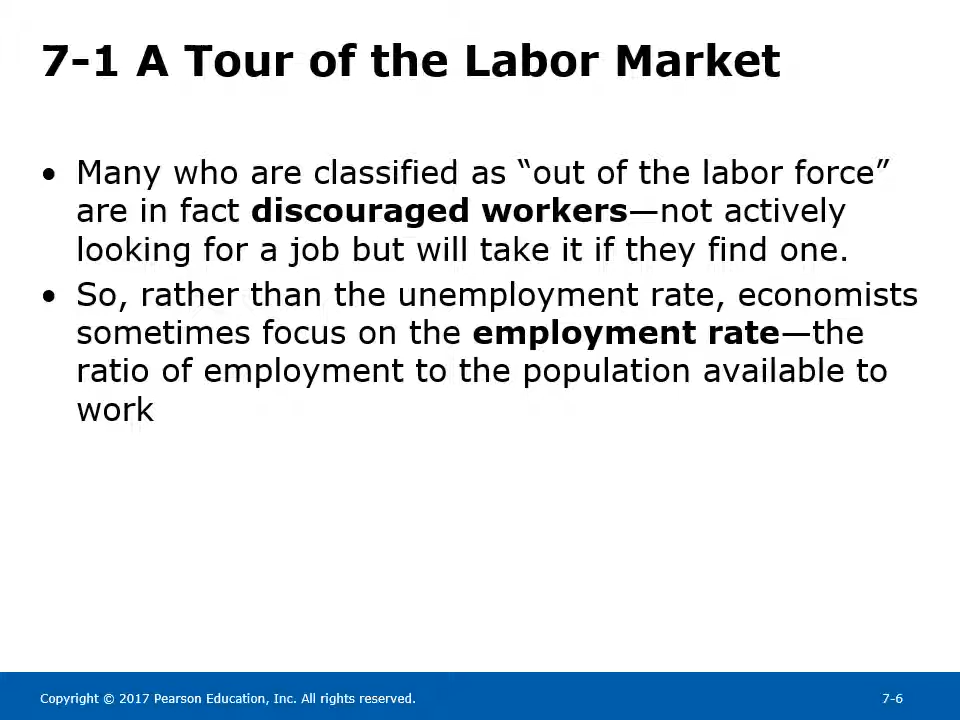 7-1 A Tour of the Labor Market
• Many who are classified as “out of the labor force”
are in fact discouraged workers—not actively
looking for a job but will take it if they find one.
• So, rather than the unemployment rate, economists
sometimes focus on the employment rate—the
ratio of employment to the population available to
work
Copyright © 2017 Pearson Education, Inc. All rights reserved.
7-6